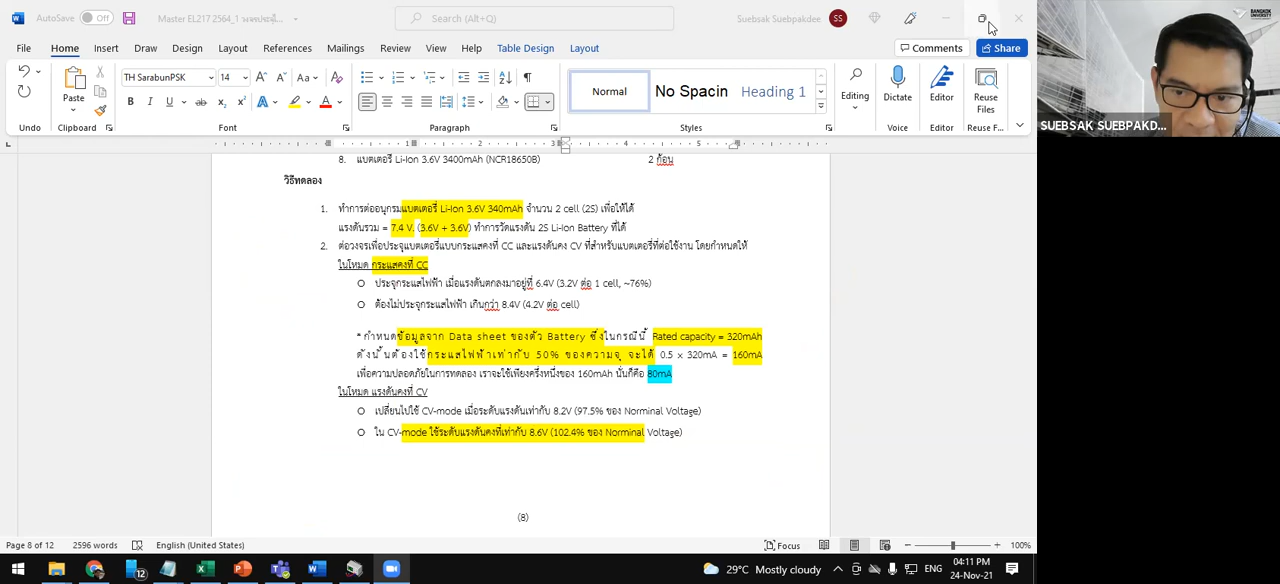 AutoSave Off Master EL217 2564_1 วงจรประจุ...
Search (Alt+Q)
Suebsak Suebpakdee SS
BANGKOK UNIVERSITY
File Home Insert Draw Design Layout References Mailings Review View Help Table Design Layout
Comments Share
TH SarabunPSK 14
Paste
Normal No Spacin Heading 1
Editing Dictate Editor Reuse Files
Undo Clipboard Font Paragraph Styles Voice Editor Reuse F...
SUEBSAK SUEBPAKD...
8. แบตเตอรี่ Li-Ion 3.6V 3400mAh (NCR18650B) 2 ก้อน
วิธีทดลอง
1. ทำการต่ออนุกรมแบตเตอรี่ Li-Ion 3.6V 340mAh จำนวน 2 cell (2S) เพื่อให้ได้
แรงดันรวม = 7.4 V. (3.6V + 3.6V) ทำการวัดแรงดัน 2S Li-Ion Battery ที่ได้
2. ต่อวงจรเพื่อประจุแบตเตอรี่แบบกระแสคงที่ CC และแรงดันคง CV ที่สำหรับแบตเตอรี่ที่ต่อใช้งาน โดยกำหนดให้
ในโหมด กระแสคงที่ CC
ประจุกระแสไฟฟ้า เมื่อแรงดันตกลงมาอยู่ที่ 6.4V (3.2V ต่อ 1 cell, ~76%)
ต้องไม่ประจุกระแสไฟฟ้า เกินกว่า 8.4V (4.2V ต่อ cell)
* กำหนดข้อมูลจาก Data sheet ของตัว Battery ซึ่งในกรณีนี้ Rated capacity = 320mAh
ดังนั้นต้องใช้กระแสไฟฟ้าเท่ากับ 50% ของความจุ จะได้ 0.5 x 320mA = 160mA
เพื่อความปลอดภัยในการทดลอง เราจะใช้เพียงครึ่งหนึ่งของ 160mAh นั่นก็คือ 80mA
ในโหมด แรงดันคงที่ CV
เปลี่ยนไปใช้ CV-mode เมื่อระดับแรงดันเท่ากับ 8.2V (97.5% ของ Norminal Voltage)
ใน CV-mode ใช้ระดับแรงดันคงที่เท่ากับ 8.6V (102.4% ของ Norminal Voltage)
(8)
Page 8 of 12 2596 words English (United States) Focus 100%
12 29°C Mostly cloudy ENG 04:11 PM
24-Nov-21